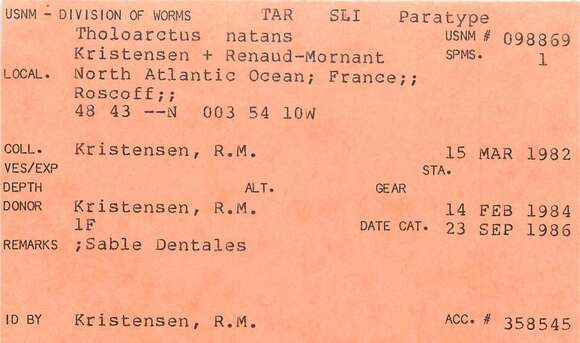 USNM - DIVISION OF WORMS TAR SLI Paratype
Tholoarctus natans USNM # 098869
Kristensen + Renaud-Mornant SPMS. 1
LOCAL. North Atlantic Ocean; France;;
Roscoff;;
48 43 --N 003 54 10W
COLL. Kristensen, R.M. 15 MAR 1982
VES/EXP STA.
DEPTH ALT. GEAR
DONOR Kristensen, R.M. 14 FEB 1984
1F DATE CAT. 23 SEP 1986
REMARKS ;Sable Dentales
ID BY Kristensen, R.M. ACC. # 358545